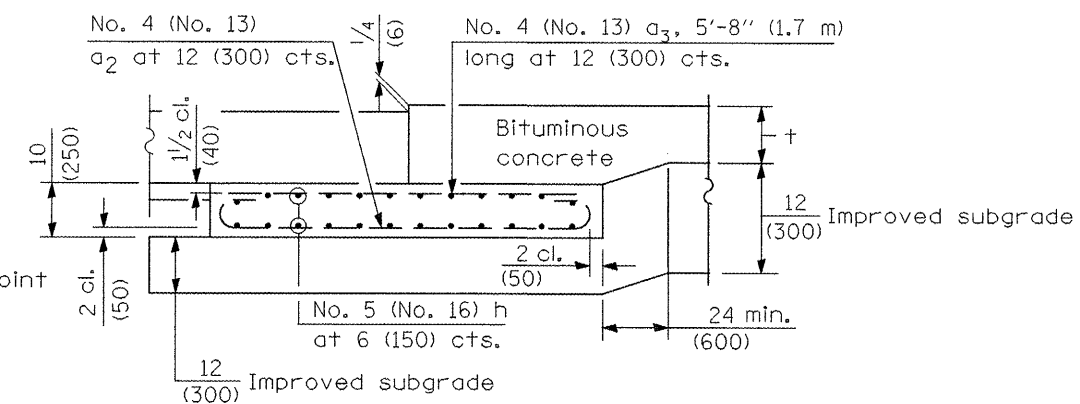 No. 4 (No. 13)
a2 at 12 (300) cts.
1/4
(6)
No. 4 (No. 13) a3, 5'-8" (1.7 m)
long at 12 (300) cts.
10
(250)
1 1/2 cl.
(40)
Bituminous
concrete
t
12
(300)
Improved subgrade
2 cl.
(50)
oint
2 cl.
(50)
No. 5 (No. 16) h
at 6 (150) cts.
24 min.
(600)
12
(300)
Improved subgrade